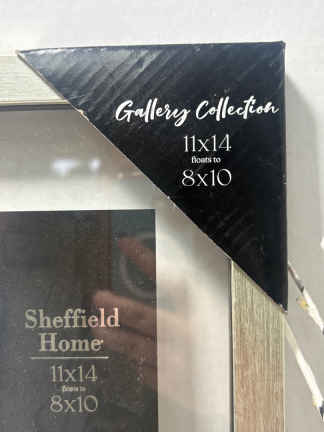 Gallery Collection
11x14
floats to
8x10
Sheffield
Home
11x14
floats to
8x10